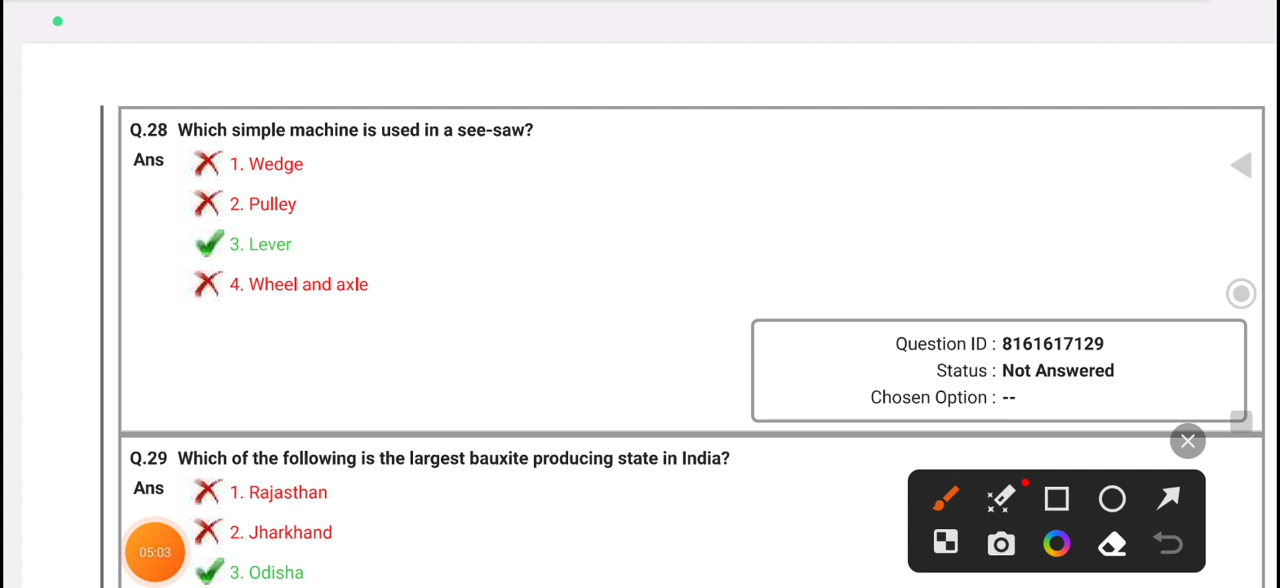 Q.28 Which simple machine is used in a see-saw?
Ans 1. Wedge
2. Pulley
3. Lever
4. Wheel and axle
Question ID : 8161617129
Status : Not Answered
Chosen Option : --
Q.29 Which of the following is the largest bauxite producing state in India?
Ans 1. Rajasthan
2. Jharkhand
05:03
3. Odisha